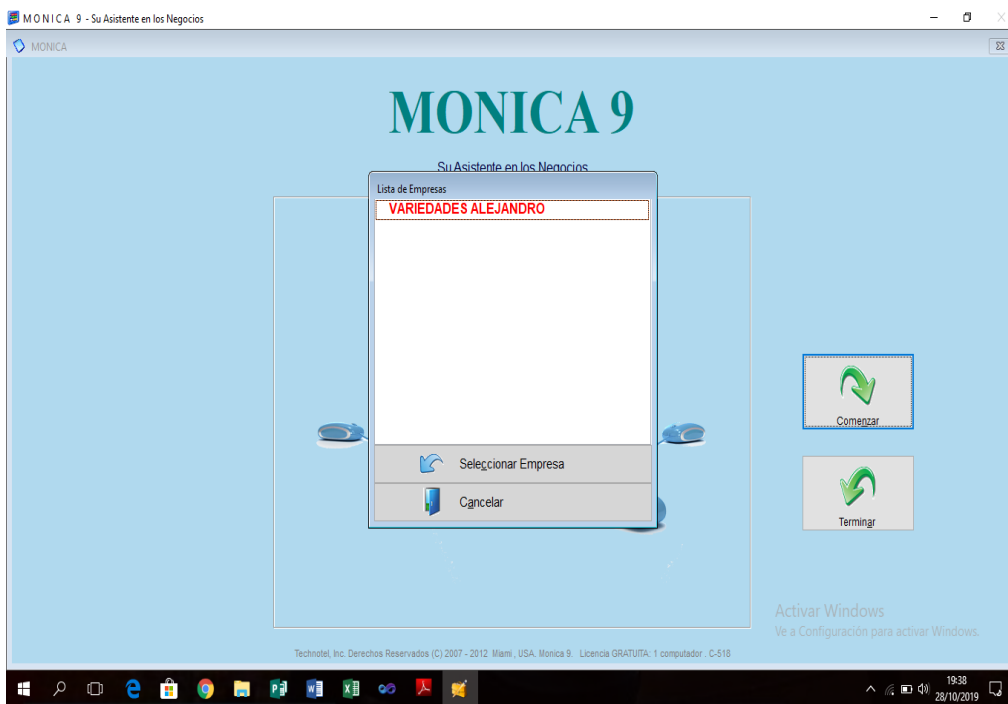 M O N I C A 9 - Su Asistente en los Negocios
MONICA
MONICA 9
Su Asistente en los Negocios
Lista de Empresas
VARIEDADES ALEJANDRO
Seleccionar Empresa
Cancelar
Comenzar
Terminar
Activar Windows
Ve a Configuración para activar Windows.
Technotel, Inc. Derechos Reservados (C) 2007 - 2012 Miami , USA. Monica 9. Licencia GRATUITA: 1 computador . C-518
19:38
28/10/2019